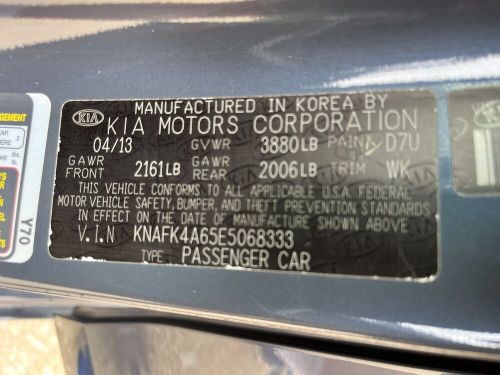 MANUFACTURED IN KOREA BY
KIA KIA MOTORS CORPORATION
04/13 GVWR 3880LB PAINT D7U
GAWR FRONT 2161LB GAWR REAR 2006LB TRIM WK
THIS VEHICLE CONFORMS TO ALL APPLICABLE U.S.A. FEDERAL
MOTOR VEHICLE SAFETY, BUMPER, AND THEFT PREVENTION STANDARDS
IN EFFECT ON THE DATE OF MANUFACTURE SHOWN ABOVE
V.I.N KNAFK4A65E5068333
TYPE PASSENGER CAR
Y70